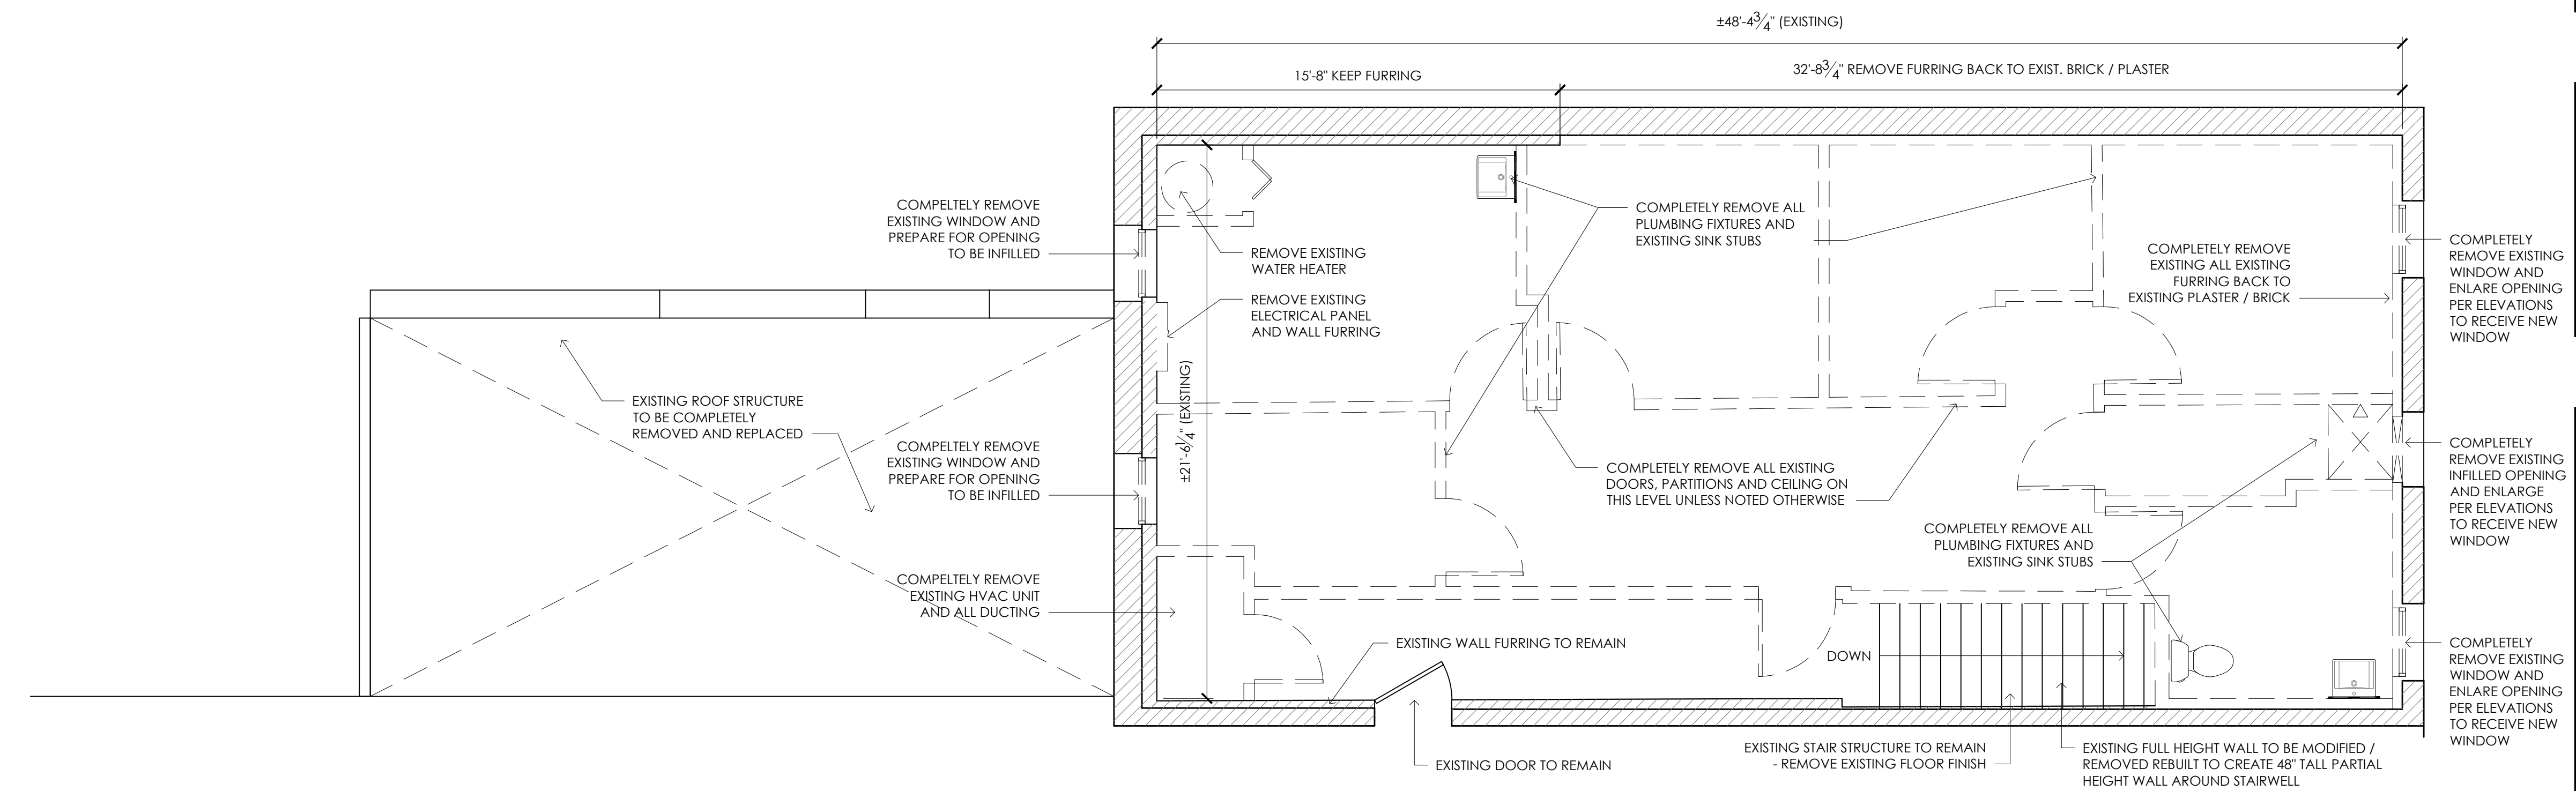 ±48'-4 3/4" (EXISTING)
15'-8" KEEP FURRING
32'-8 3/4" REMOVE FURRING BACK TO EXIST. BRICK / PLASTER
COMPELTELY REMOVE
EXISTING WINDOW AND
PREPARE FOR OPENING
TO BE INFILLED
REMOVE EXISTING
WATER HEATER
REMOVE EXISTING
ELECTRICAL PANEL
AND WALL FURRING
COMPLETELY REMOVE ALL
PLUMBING FIXTURES AND
EXISTING SINK STUBS
COMPLETELY REMOVE
EXISTING ALL EXISTING
FURRING BACK TO
EXISTING PLASTER / BRICK
COMPLETELY
REMOVE EXISTING
WINDOW AND
ENLARE OPENING
PER ELEVATIONS
TO RECEIVE NEW
WINDOW
EXISTING ROOF STRUCTURE
TO BE COMPLETELY
REMOVED AND REPLACED
COMPELTELY REMOVE
EXISTING WINDOW AND
PREPARE FOR OPENING
TO BE INFILLED
±21'-6 1/4" (EXISTING)
COMPLETELY REMOVE ALL EXISTING
DOORS, PARTITIONS AND CEILING ON
THIS LEVEL UNLESS NOTED OTHERWISE
COMPLETELY
REMOVE EXISTING
INFILLED OPENING
AND ENLARGE
PER ELEVATIONS
TO RECEIVE NEW
WINDOW
COMPLETELY REMOVE ALL
PLUMBING FIXTURES AND
EXISTING SINK STUBS
COMPELTELY REMOVE
EXISTING HVAC UNIT
AND ALL DUCTING
EXISTING WALL FURRING TO REMAIN
DOWN
COMPLETELY
REMOVE EXISTING
WINDOW AND
ENLARE OPENING
PER ELEVATIONS
TO RECEIVE NEW
WINDOW
EXISTING DOOR TO REMAIN
EXISTING STAIR STRUCTURE TO REMAIN
- REMOVE EXISTING FLOOR FINISH
EXISTING FULL HEIGHT WALL TO BE MODIFIED /
REMOVED REBUILT TO CREATE 48" TALL PARTIAL
HEIGHT WALL AROUND STAIRWELL